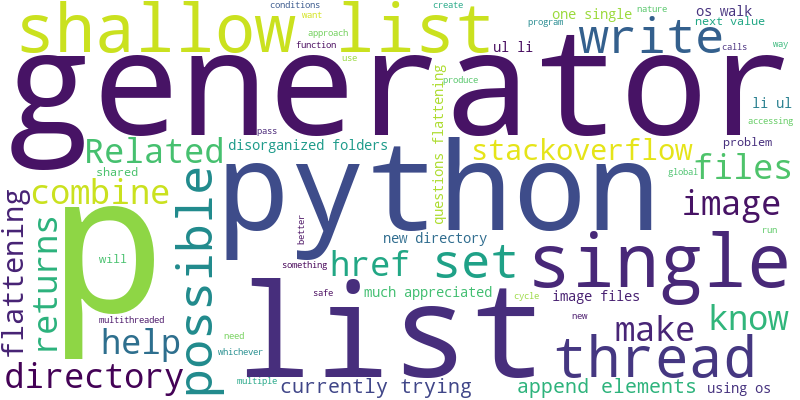 conditions
want
create
nature
os walk
shallow list
approach
one single
program
next value
function
ul li
write
calls
way
use
generator
produce
li ul
accessing
pass
Related
disorganized folders
questions flattening
stackoverflow
problem
files
shared
python
global
combine
possible
image
flattening
returns
p
better
new directory
single
run
will
href
set
something
list
safe
much appreciated
cycle
image files
know
multithreaded
new
make
help
need
whichever
thread
directory
multiple
currently trying
append elements
using os